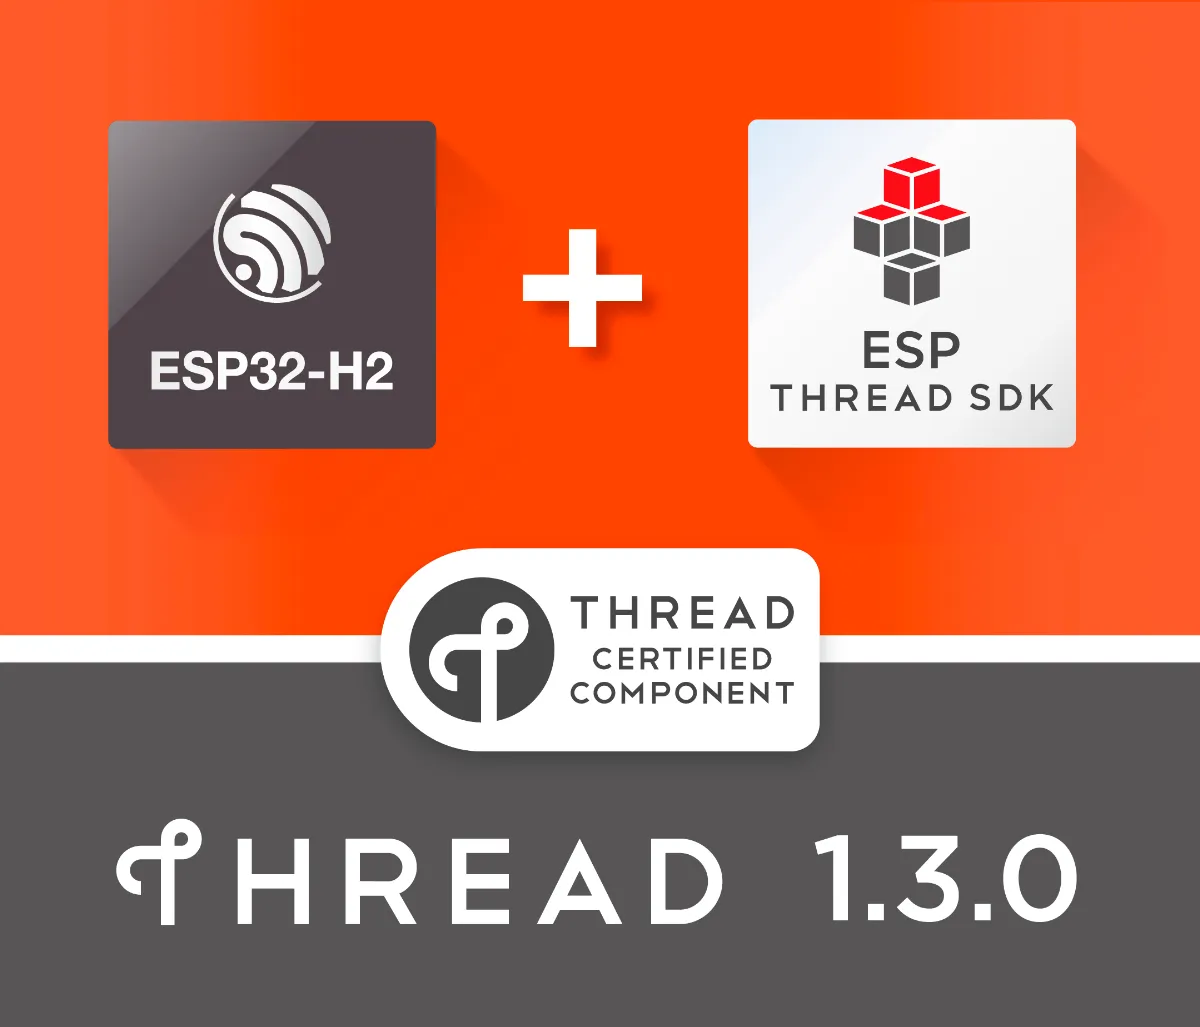 ESP32-H2
+
ESP
THREAD SDK
THREAD
CERTIFIED
COMPONENT
THREAD 1.3.0